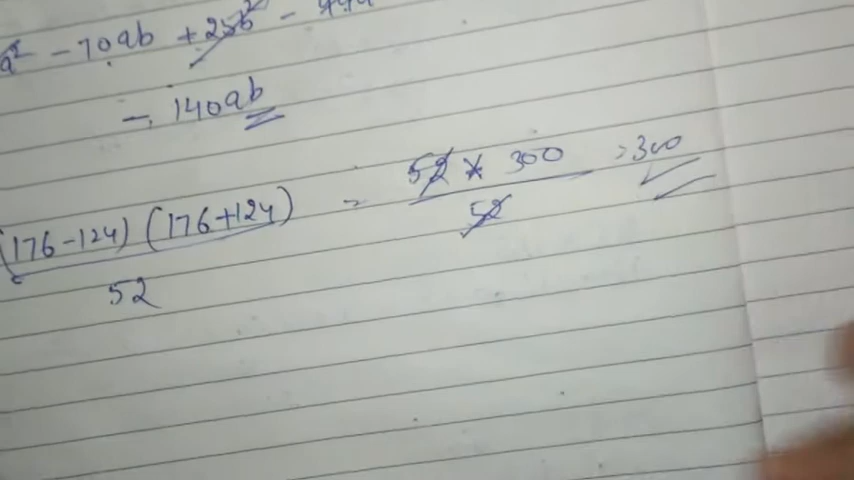 a² - 70ab + 25b² -
- 140ab
(176-124) (176+124) = 52 * 300 = 300
52 52